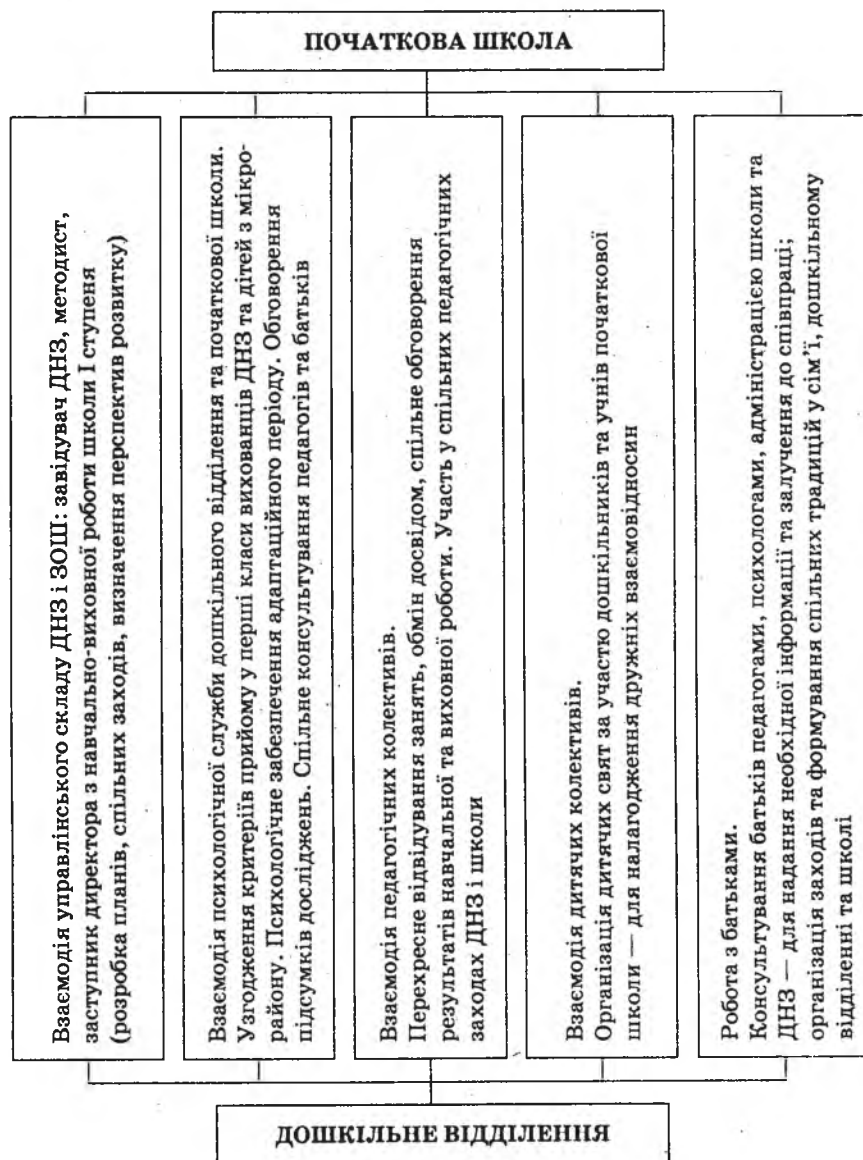 ПОЧАТКОВА ШКОЛА
Взаємодія управлінського складу ДНЗ і ЗОШ: завідувач ДНЗ, методист,
заступник директора з навчально-виховної роботи школи І ступеня
(розробка планів, спільних заходів, визначення перспектив розвитку)
Взаємодія психологічної служби дошкільного відділення та початкової школи.
Узгодження критеріїв прийому у перші класи вихованців ДНЗ та дітей з мікро-
району. Психологічне забезпечення адаптаційного періоду. Обговорення
підсумків досліджень. Спільне консультування педагогів та батьків
Взаємодія педагогічних колективів.
Перехресне відвідування занять, обмін досвідом, спільне обговорення
результатів навчальної та виховної роботи. Участь у спільних педагогічних
заходах ДНЗ і школи
Взаємодія дитячих колективів.
Організація дитячих свят за участю дошкільників та учнів початкової
школи — для налагодження дружніх взаємовідносин
Робота з батьками.
Консультування батьків педагогами, психологами, адміністрацією школи та
ДНЗ — для надання необхідної інформації та залучення до співпраці;
організація заходів та формування спільних традицій у сім’ї, дошкільному
відділенні та школі
ДОШКІЛЬНЕ ВІДДІЛЕННЯ